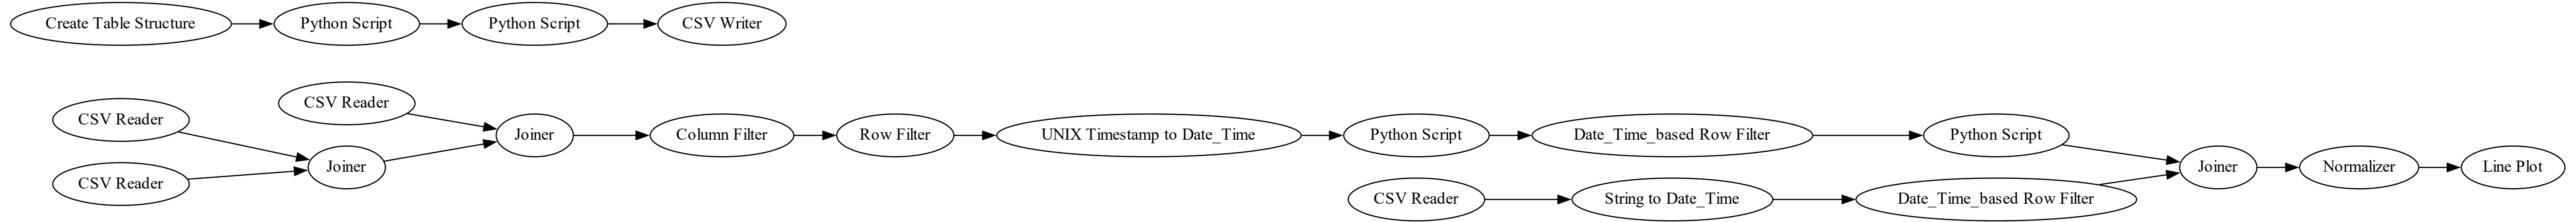 Create Table Structure
Python Script
Python Script
CSV Writer
CSV Reader
CSV Reader
CSV Reader
Joiner
Joiner
Column Filter
Row Filter
UNIX Timestamp to Date_Time
Python Script
Date_Time_based Row Filter
Python Script
CSV Reader
String to Date_Time
Date_Time_based Row Filter
Joiner
Normalizer
Line Plot